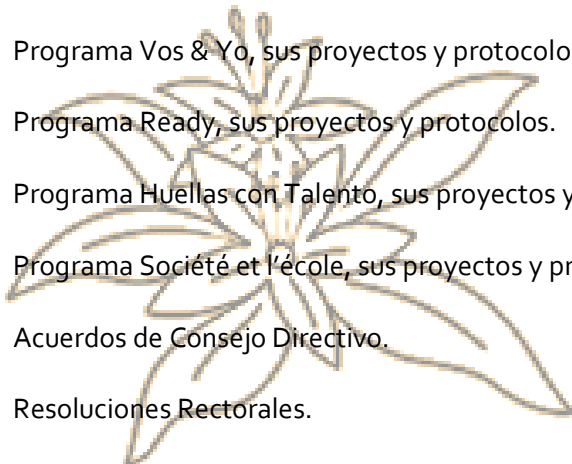 Programa Vos & Yo, sus proyectos y protocolo
Programa Ready, sus proyectos y protocolos.
Programa Huellas con Talento, sus proyectos y
Programa Société et l’école, sus proyectos y pr
Acuerdos de Consejo Directivo.
Resoluciones Rectorales.